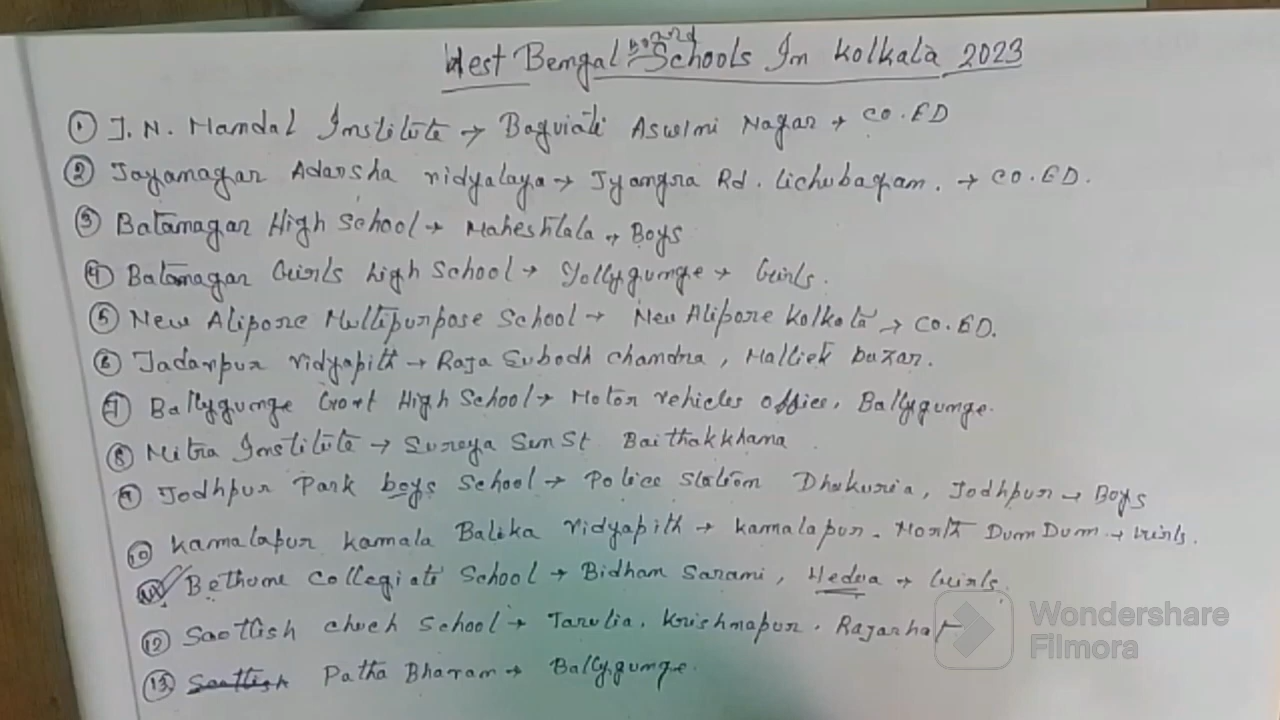 West Bengal board Schools In Kolkata 2023
① J. N. Mandal Institute → Baguiati Aswini Nagar → CO.ED
② Jayamagar Adarsha vidyalaya → Jyangra Rd. Lichubagan. → CO.ED.
③ Batanagar High School → Maheshtala → Boys
④ Batanagar Girls high School → Tollygunge → Girls.
⑤ New Alipore Multipurpose School → New Alipore Kolkata → CO.ED.
⑥ Jadavpur vidyapith → Raja Subodh chandra, Mallick bazar.
⑦ Ballygunge Govt High School → Motor vehicles office, Ballygunge.
⑧ Mitra Institute → Sureya Sen St Baithakkhana
⑨ Jodhpur Park boys School → Police Station Dhakuria, Jodhpur → Boys
⑩ Kamalapur kamala Balika vidyapith → kamalapur. North Dum Dum → Girls.
⑪ Bethune Collegiate School → Bidhan Sarani, Hedua → Girls.
⑫ Scottish chuch School → Tarulia, Krishnapur, Rajarhat
⑬ Patha Bhavan → Ballygunge.
Wondershare
Filmora